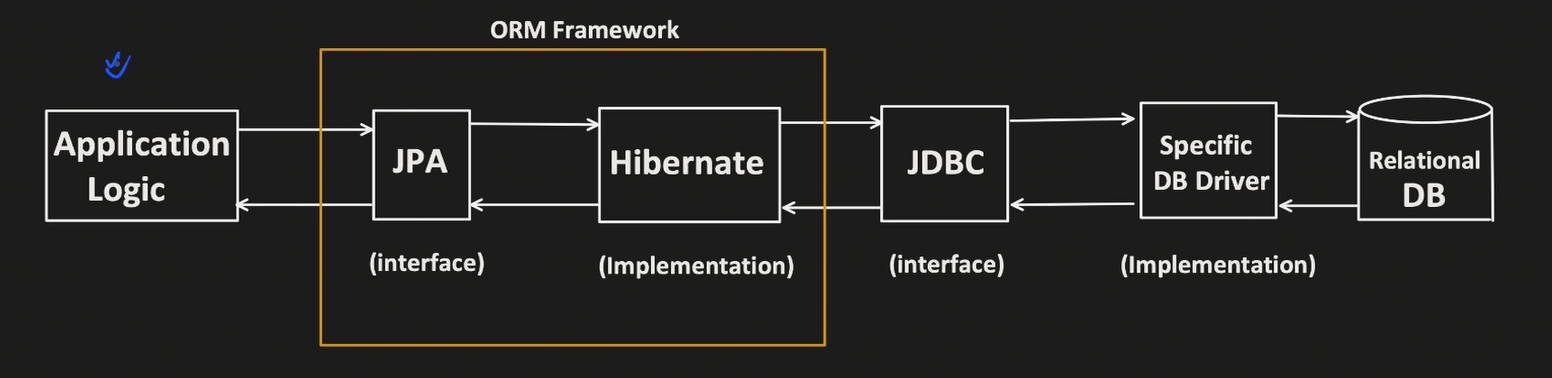 ORM Framework
Application
Logic
JPA
Hibernate
JDBC
Specific
DB Driver
Relational
DB
(interface)
(Implementation)
(interface)
(Implementation)